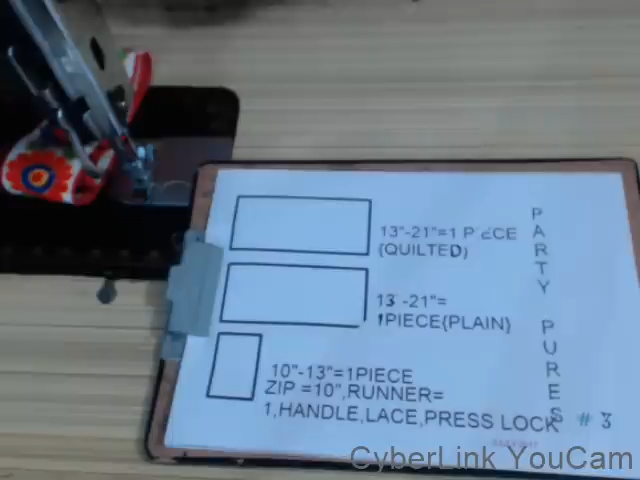 13"-21"=1 PIECE
(QUILTED)
13"-21"=
1PIECE(PLAIN)
10"-13"=1PIECE
ZIP =10",RUNNER=
1,HANDLE,LACE,PRESS LOCK
PARTY PURES
# 3
CyberLink YouCam